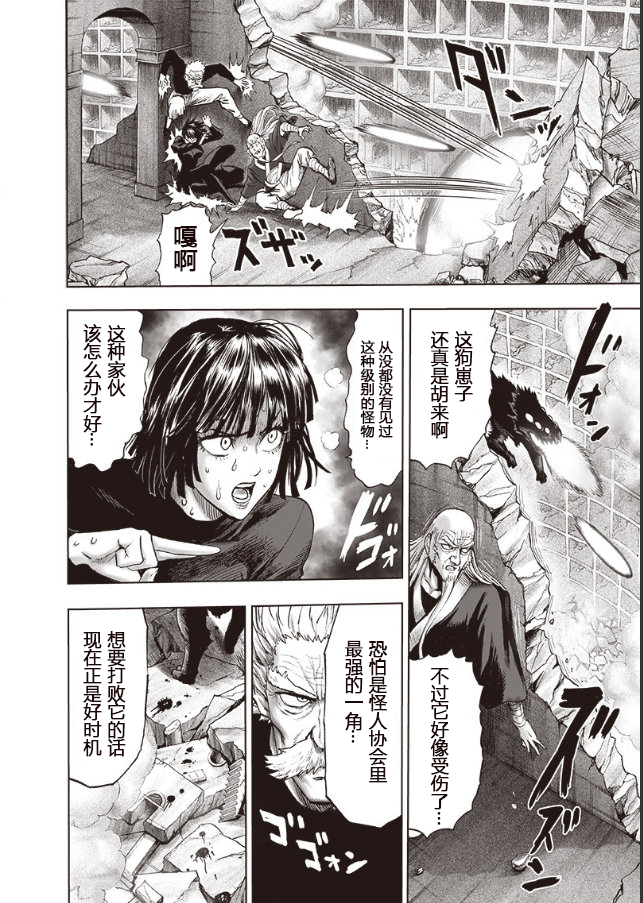 ダンッ
ズザッ
嘎啊
ドォン
这狗崽子
还真是胡来啊
不过它好像受伤了…
ドズン
从没都没有见过
这种级别的怪物…
这种家伙
该怎么办才好…
ドゴォ
恐怕是怪人协会里
最强的一角…
ゴゴォン
想要打败它的话
现在正是好时机